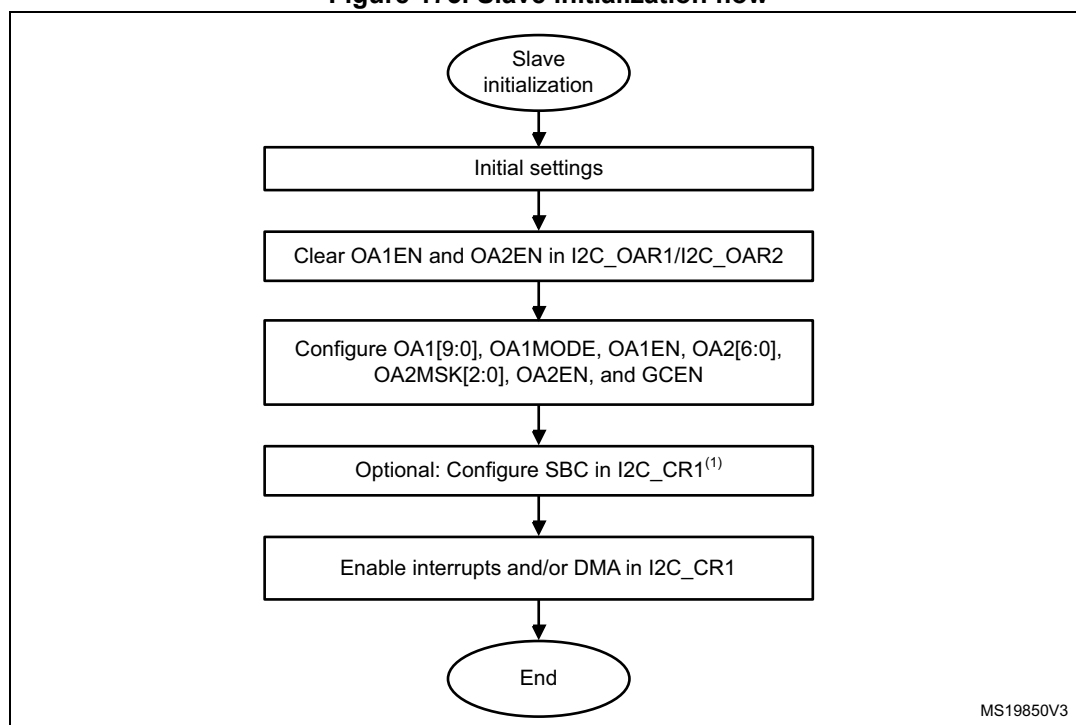 Slave
initialization
Initial settings
Clear OA1EN and OA2EN in I2C_OAR1/I2C_OAR2
Configure OA1[9:0], OA1MODE, OA1EN, OA2[6:0],
OA2MSK[2:0], OA2EN, and GCEN
Optional: Configure SBC in I2C_CR1(1)
Enable interrupts and/or DMA in I2C_CR1
End
MS19850V3